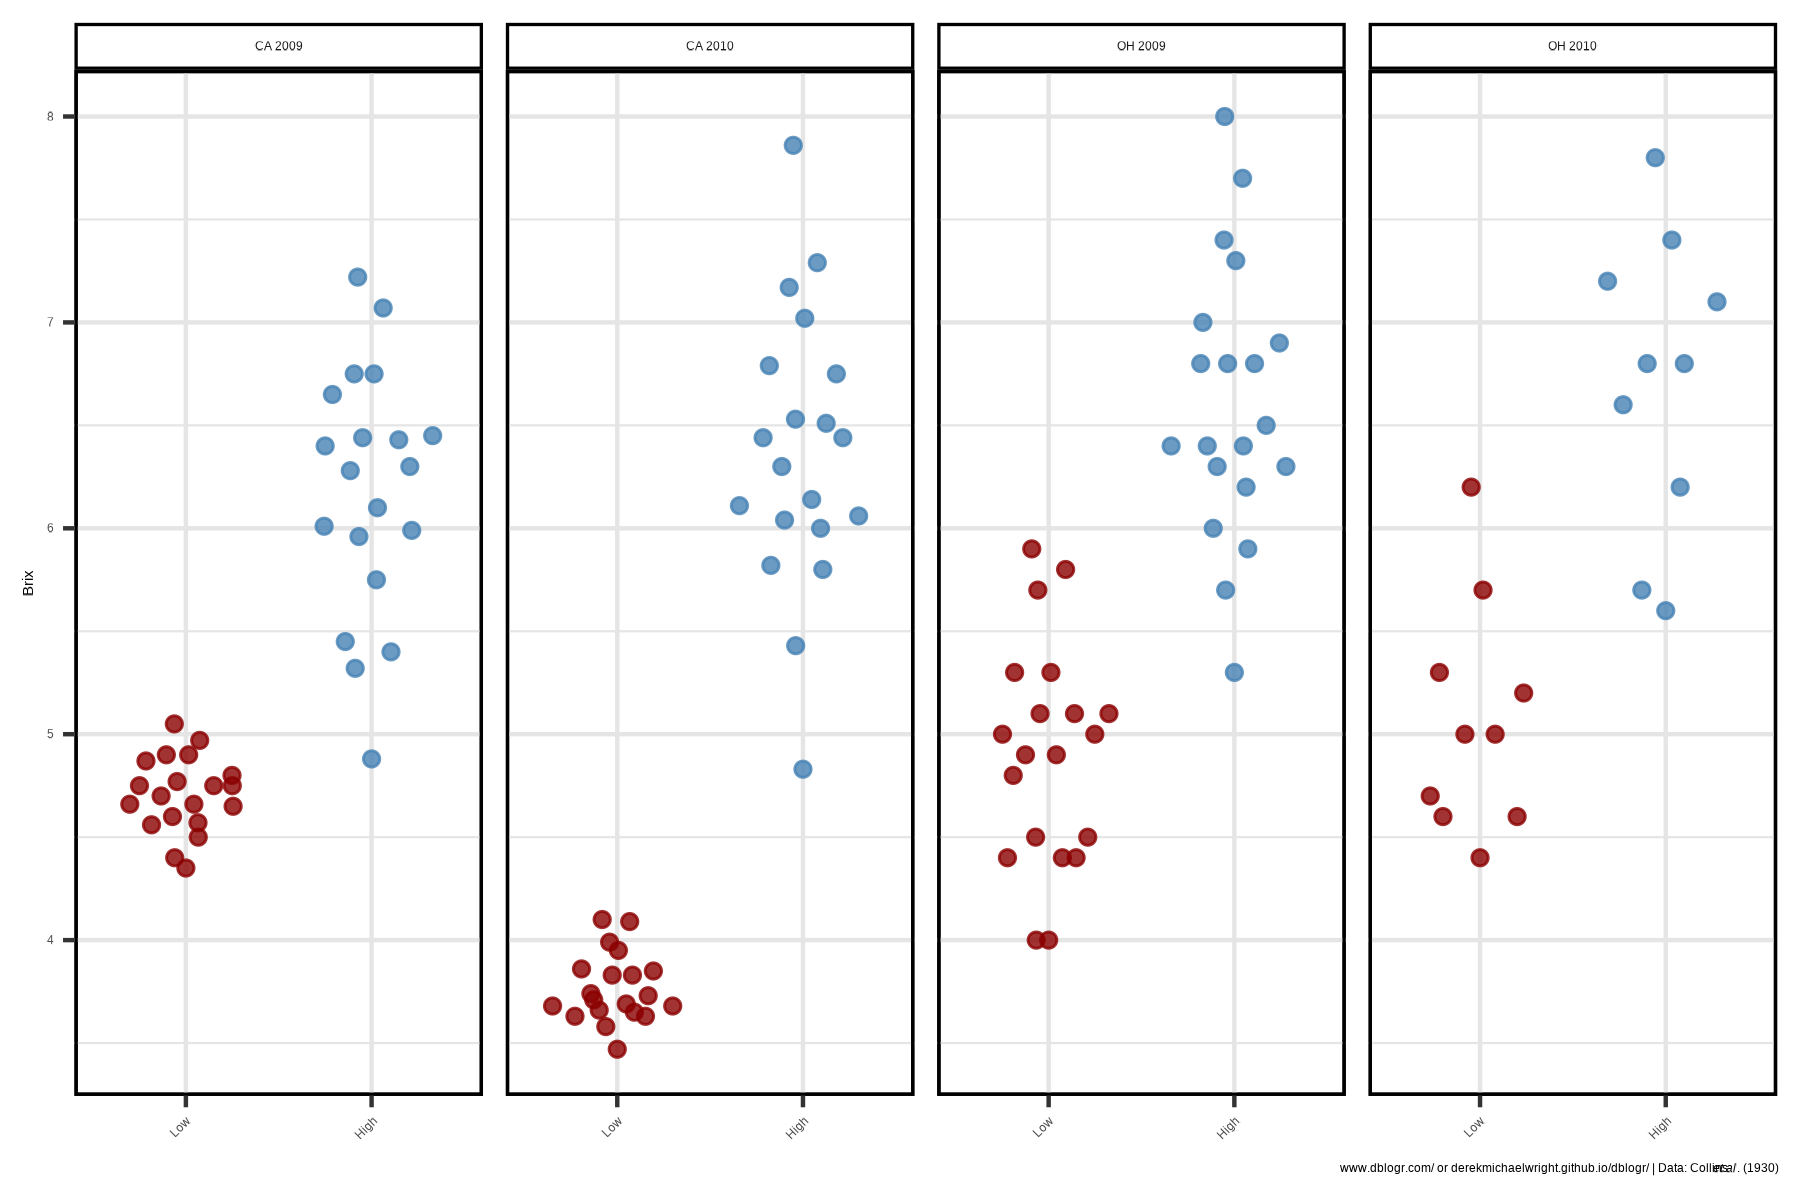 CA 2009 CA 2010 OH 2009 OH 2010
8
7
6
5
4
Brix
Low High Low High Low High Low High
www.dblogr.com/ or derekmichaelwright.github.io/dblogr/ | Data: Collins et al. (1930)